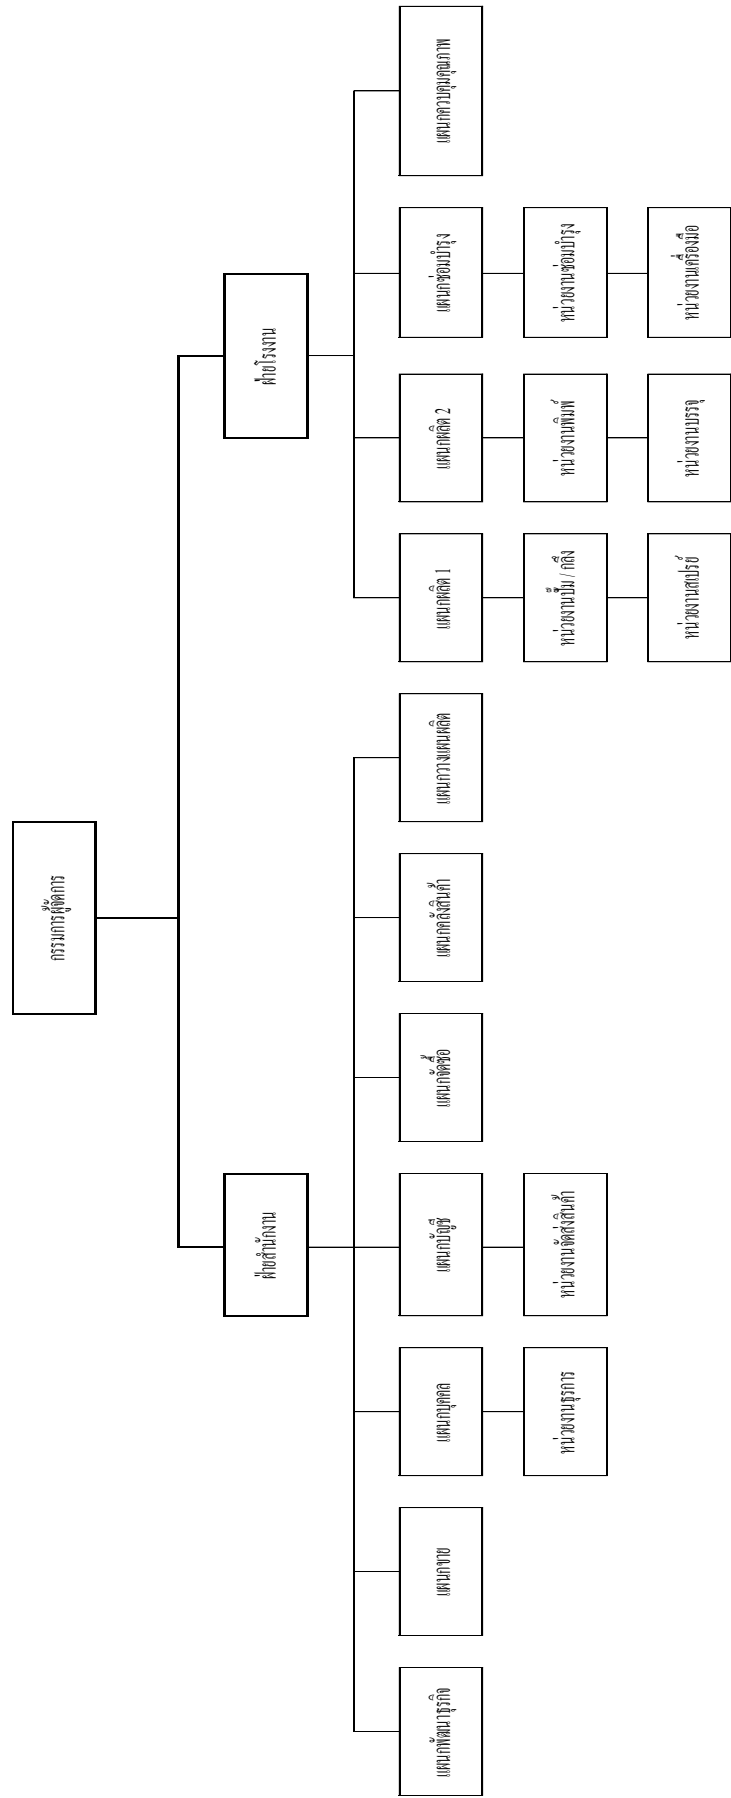 กรรมการผู้จัดการ
ฝ่ายสำนักงาน
ฝ่ายโรงงาน
แผนกพัฒนาธุรกิจ
แผนกขาย
แผนกบุคคล
แผนกบัญชี
แผนกจัดซื้อ
แผนกคลังสินค้า
แผนกวางแผนผลิต
แผนกผลิต 1
แผนกผลิต 2
แผนกซ่อมบำรุง
แผนกควบคุมคุณภาพ
หน่วยงานธุรการ
หน่วยงานจัดส่งสินค้า
หน่วยงานปั๊ม / กลึง
หน่วยงานพิมพ์
หน่วยงานซ่อมบำรุง
หน่วยงานสเปรย์
หน่วยงานบรรจุ
หน่วยงานเครื่องมือ